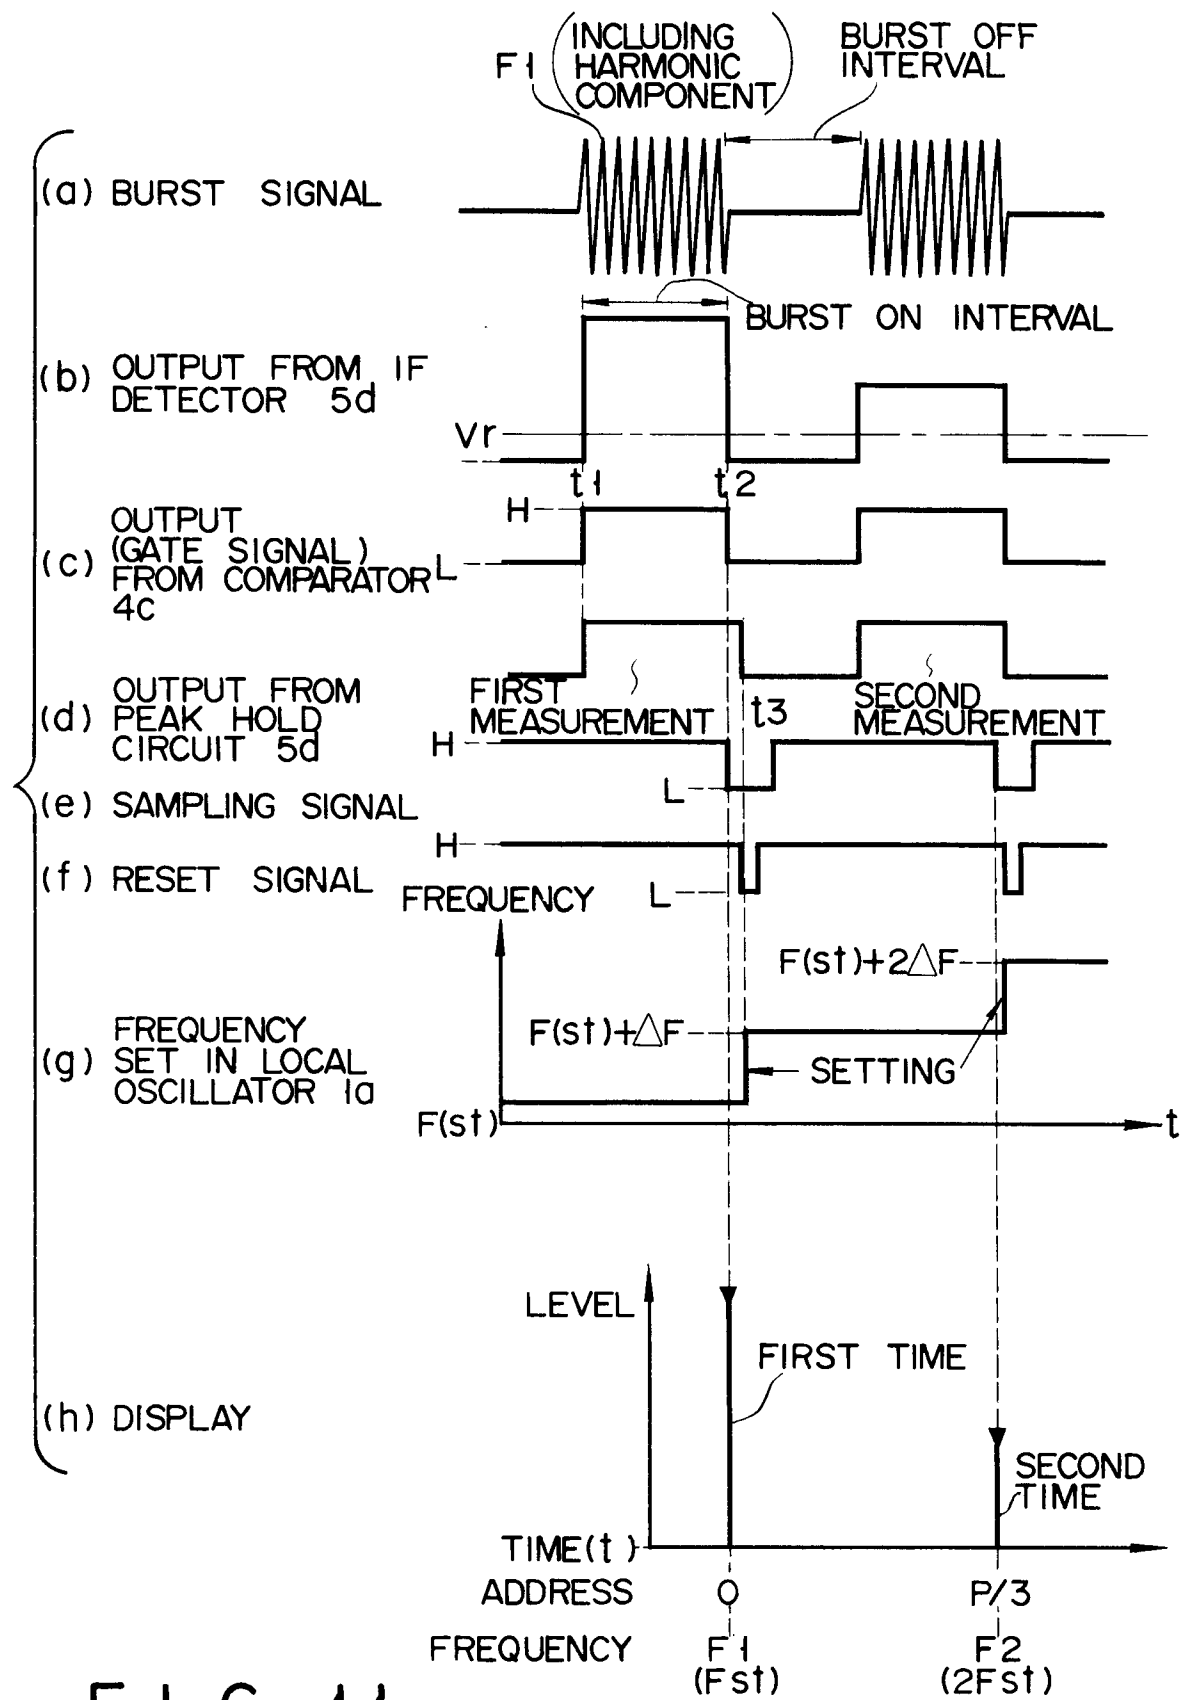 (INCLUDING
HARMONIC
COMPONENT)
F1
BURST OFF
INTERVAL
(a) BURST SIGNAL
BURST ON INTERVAL
(b) OUTPUT FROM IF
DETECTOR 5d
Vr
t1
t2
H
L
(c) OUTPUT
(GATE SIGNAL)
FROM COMPARATOR
4c
(d) OUTPUT FROM
PEAK HOLD
CIRCUIT 5d
FIRST
MEASUREMENT
t3
SECOND
MEASUREMENT
H
L
(e) SAMPLING SIGNAL
H
L
(f) RESET SIGNAL
FREQUENCY
F(st)+2△F
F(st)+△F
(g) FREQUENCY
SET IN LOCAL
OSCILLATOR 1a
SETTING
F(st)
t
LEVEL
FIRST TIME
(h) DISPLAY
SECOND
TIME
TIME(t)
ADDRESS 0 P/3
FREQUENCY F1 F2
(Fst) (2Fst)